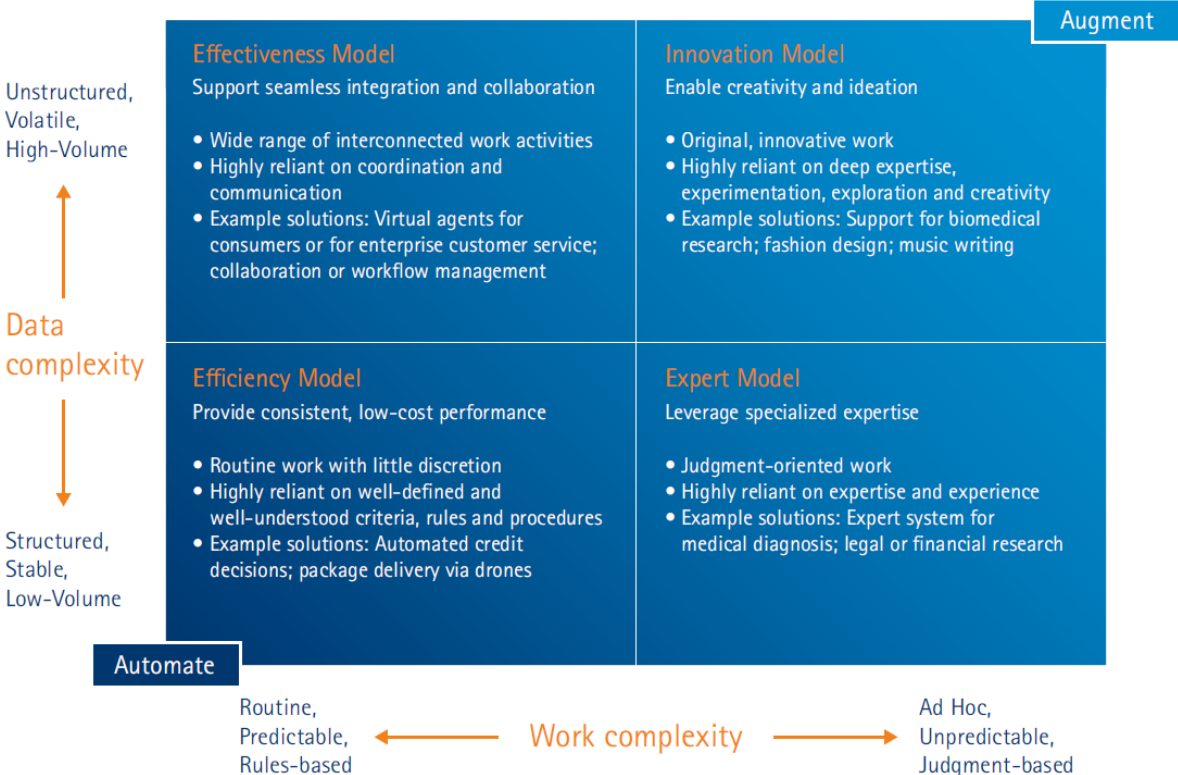 Augment
Effectiveness Model
Support seamless integration and collaboration
• Wide range of interconnected work activities
• Highly reliant on coordination and
communication
• Example solutions: Virtual agents for
consumers or for enterprise customer service;
collaboration or workflow management
Innovation Model
Enable creativity and ideation
• Original, innovative work
• Highly reliant on deep expertise,
experimentation, exploration and creativity
• Example solutions: Support for biomedical
research; fashion design; music writing
Unstructured,
Volatile,
High-Volume
Data
complexity
Structured,
Stable,
Low-Volume
Efficiency Model
Provide consistent, low-cost performance
• Routine work with little discretion
• Highly reliant on well-defined and
well-understood criteria, rules and procedures
• Example solutions: Automated credit
decisions; package delivery via drones
Expert Model
Leverage specialized expertise
• Judgment-oriented work
• Highly reliant on expertise and experience
• Example solutions: Expert system for
medical diagnosis; legal or financial research
Automate
Routine,
Predictable,
Rules-based
Work complexity
Ad Hoc,
Unpredictable,
Judgment-based